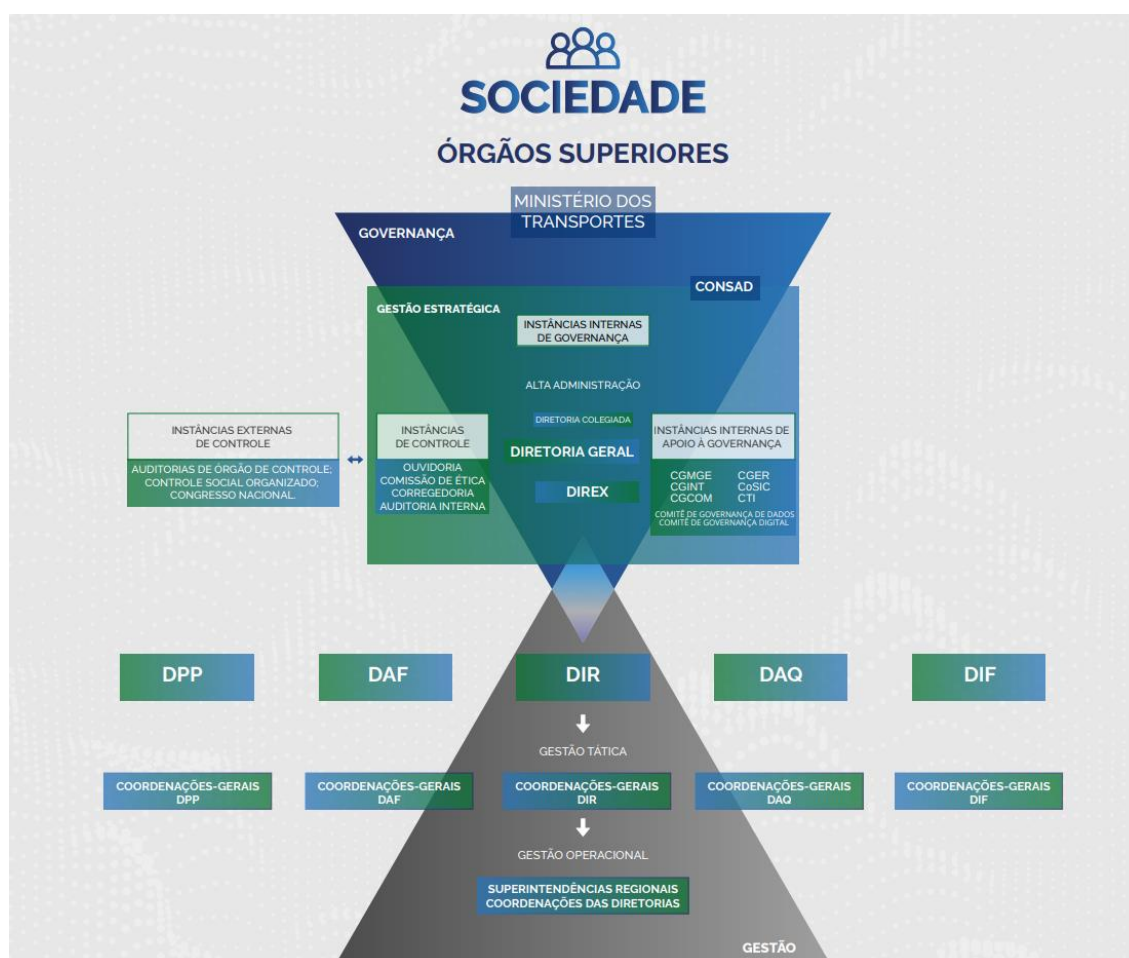 SOCIEDADE
ÓRGÃOS SUPERIORES
MINISTÉRIO DOS
TRANSPORTES
GOVERNANÇA
CONSAD
GESTÃO ESTRATÉGICA
INSTÂNCIAS INTERNAS
DE GOVERNANÇA
ALTA ADMINISTRAÇÃO
INSTÂNCIAS EXTERNAS
DE CONTROLE
AUDITORIAS DE ÓRGÃO DE CONTROLE;
CONTROLE SOCIAL ORGANIZADO;
CONGRESSO NACIONAL.
INSTÂNCIAS
DE CONTROLE
OUVIDORIA
COMISSÃO DE ÉTICA
CORREGEDORIA
AUDITORIA INTERNA
DIRETORIA COLEGIADA
DIRETORIA GERAL
DIREX
INSTÂNCIAS INTERNAS DE
APOIO À GOVERNANÇA
CGMGE CGER
CGINT CoSIC
CGCOM CTI
COMITÊ DE GOVERNANÇA DE DADOS
COMITÊ DE GOVERNANÇA DIGITAL
DPP
DAF
DIR
DAQ
DIF
GESTÃO TÁTICA
COORDENAÇÕES-GERAIS
DPP
COORDENAÇÕES-GERAIS
DAF
COORDENAÇÕES-GERAIS
DIR
COORDENAÇÕES-GERAIS
DAQ
COORDENAÇÕES-GERAIS
DIF
GESTÃO OPERACIONAL
SUPERINTENDÊNCIAS REGIONAIS
COORDENAÇÕES DAS DIRETORIAS
GESTÃO